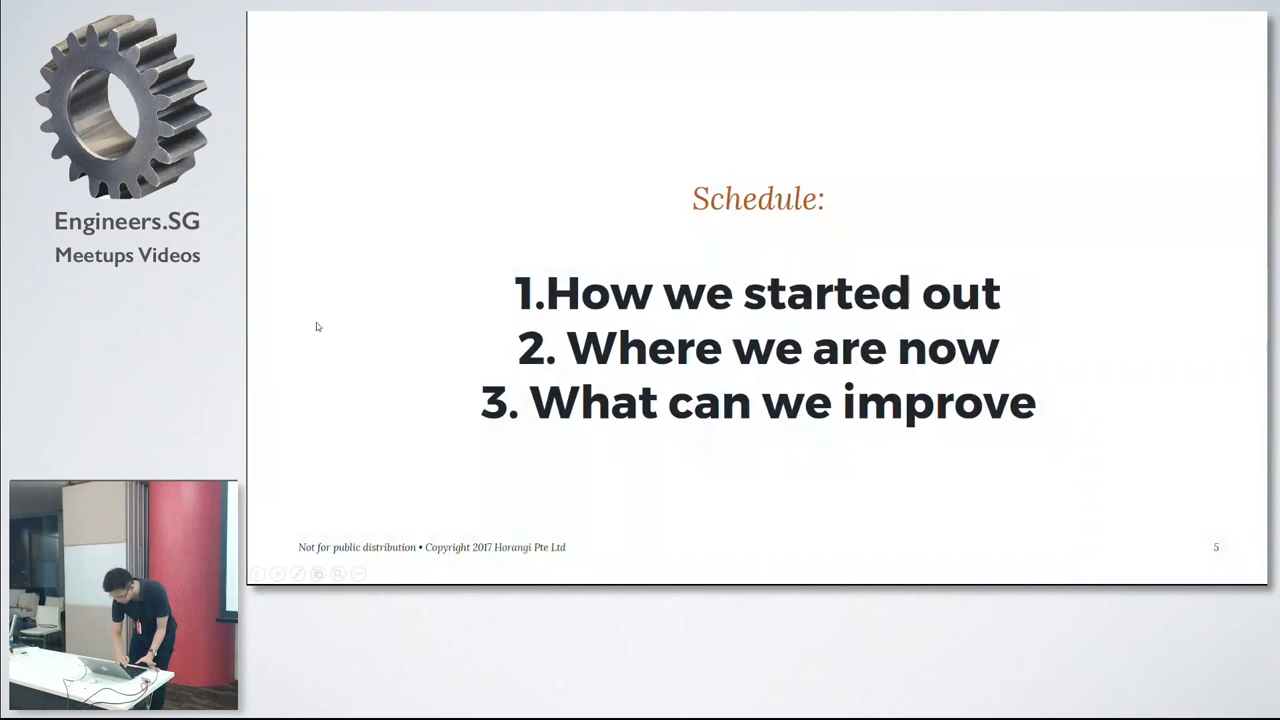 Engineers.SG
Meetups Videos
Schedule:
1.How we started out
2. Where we are now
3. What can we improve
Not for public distribution • Copyright 2017 Horangi Pte Ltd
5